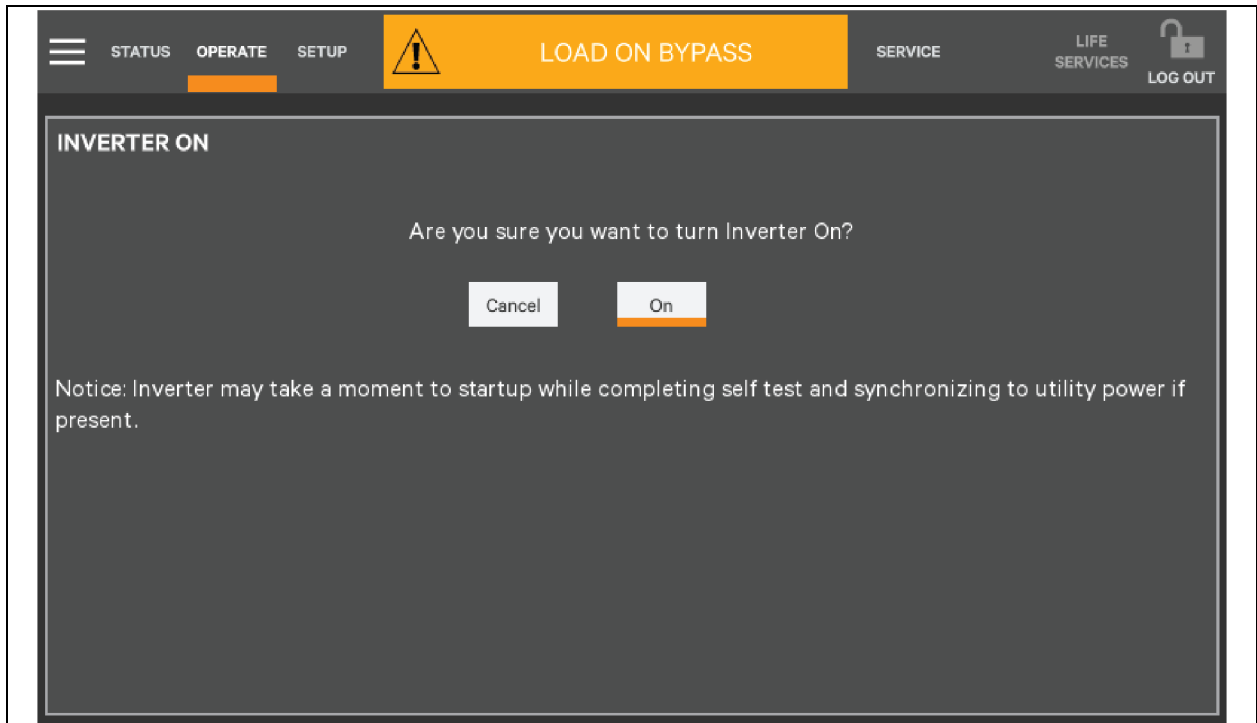 STATUS OPERATE SETUP LOAD ON BYPASS SERVICE LIFE
SERVICES
LOG OUT
INVERTER ON
Are you sure you want to turn Inverter On?
Cancel On
Notice: Inverter may take a moment to startup while completing self test and synchronizing to utility power if
present.